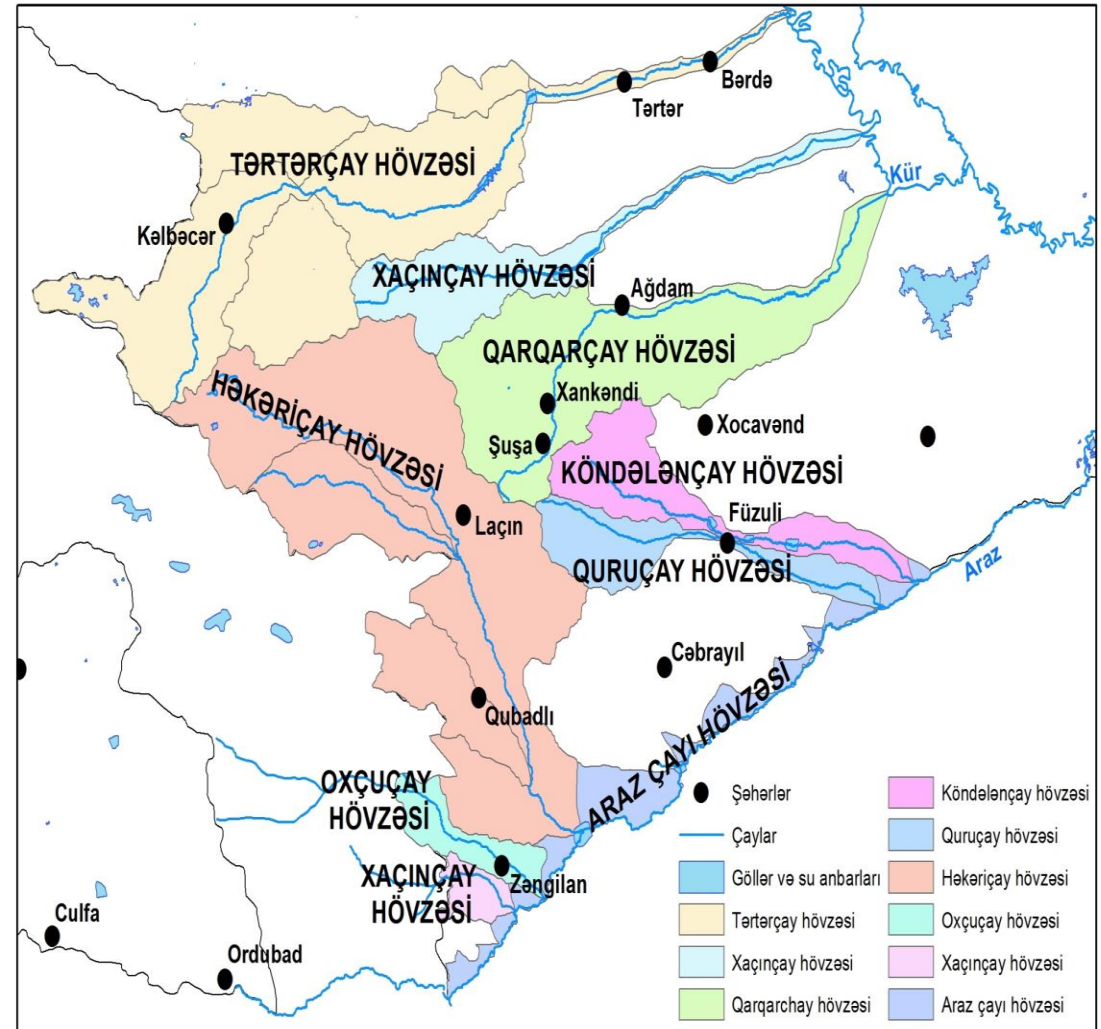 Bərdə
Tərtər
TƏRTƏRÇAY HÖVZƏSİ
Kür
Kəlbəcər
XAÇINÇAY HÖVZƏSİ
Ağdam
QARQARÇAY HÖVZƏSİ
HƏKƏRİÇAY HÖVZƏSİ
Xankəndi
Xocavənd
Şuşa
KÖNDƏLƏNÇAY HÖVZƏSİ
Laçın
Füzuli
QURUÇAY HÖVZƏSİ
Araz
Cəbrayıl
Qubadlı
ARAZ ÇAYI HÖVZƏSİ
OXÇUÇAY
HÖVZƏSİ
XAÇINÇAY
HÖVZƏSİ
Zəngilan
Culfa
Ordubad
Şəhərlər
Çaylar
Göllər və su anbarları
Tərtərçay hövzəsi
Xaçınçay hövzəsi
Qarqarchay hövzəsi
Köndələnçay hövzəsi
Quruçay hövzəsi
Həkəriçay hövzəsi
Oxçuçay hövzəsi
Xaçınçay hövzəsi
Araz çayı hövzəsi